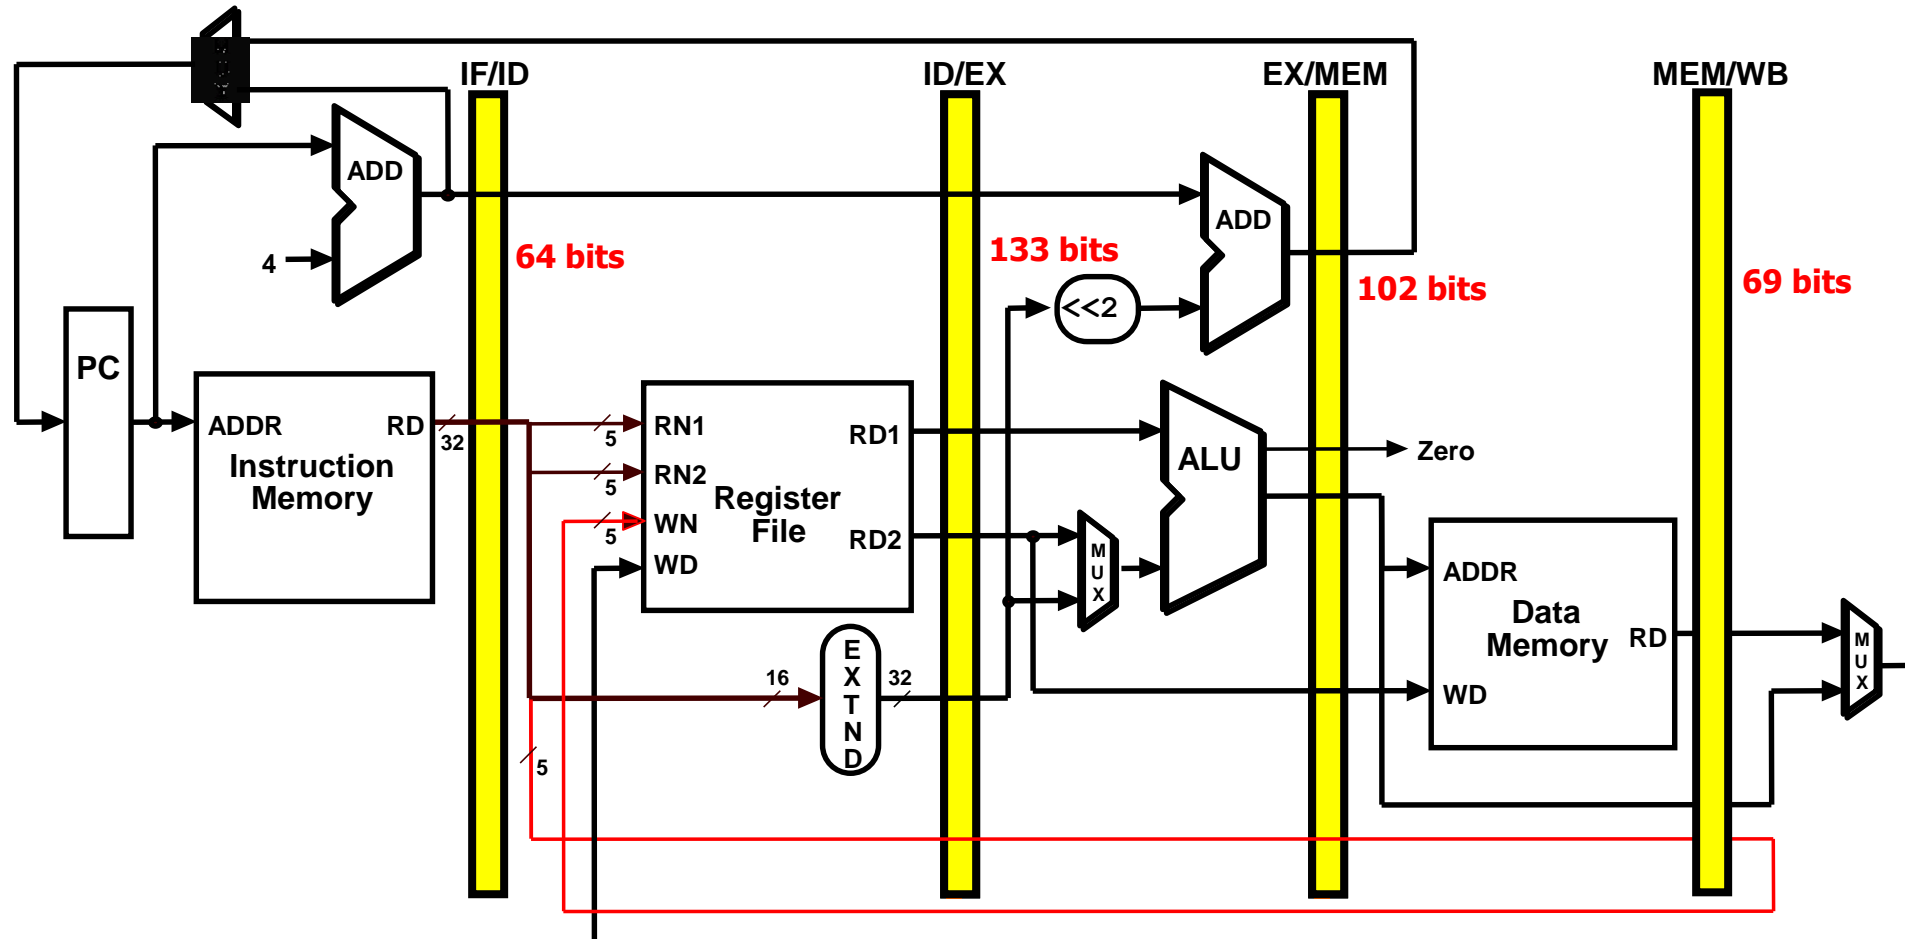 IF/ID
ID/EX
EX/MEM
MEM/WB
ADD
4
64 bits
ADD
133 bits
<<2
102 bits
69 bits
PC
ADDR
RD
32
Instruction
Memory
5
RN1
5
RN2
5
WN
WD
RD1
RD2
Register
File
16
E
X
T
N
D
32
5
M
U
X
ALU
Zero
ADDR
Data
Memory
RD
WD
M
U
X